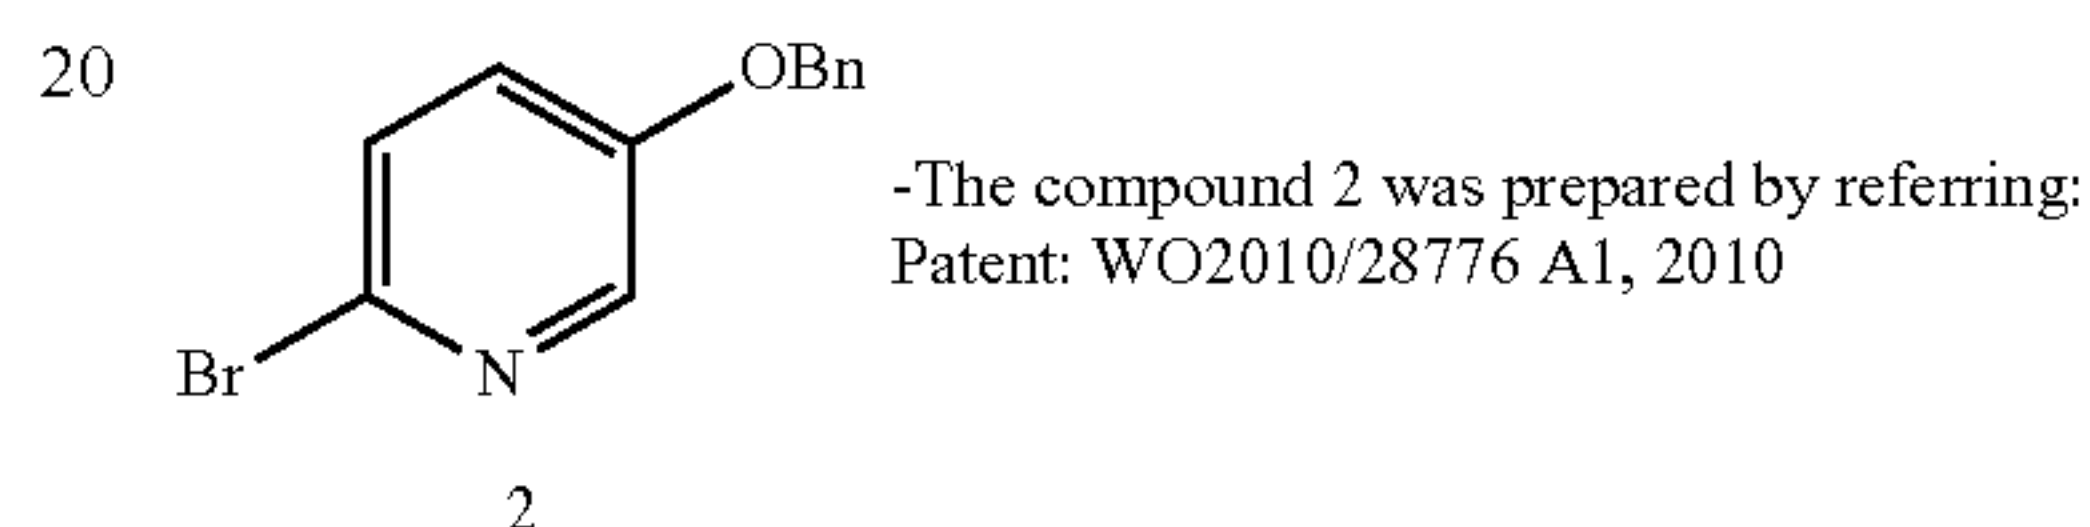 20
OBn
-The compound 2 was prepared by referring:
Patent: WO2010/28776 A1, 2010
Br
N
2